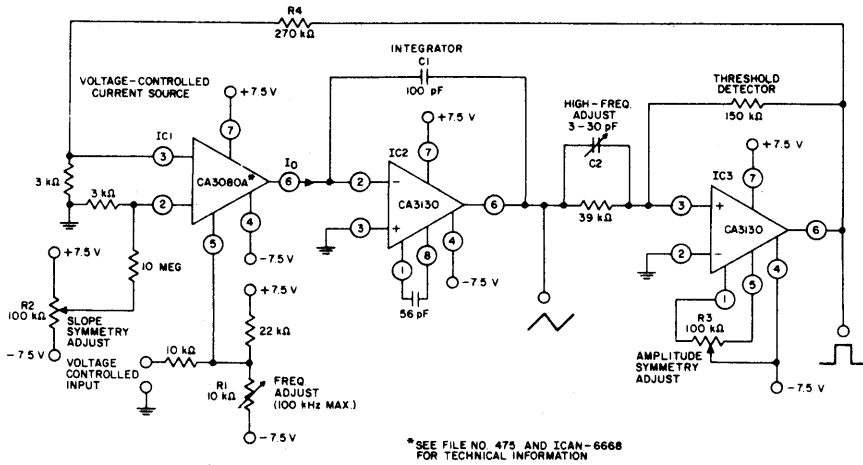 R4
270 kΩ
INTEGRATOR
C1
100 pF
VOLTAGE-CONTROLLED
CURRENT SOURCE
+7.5 V
THRESHOLD
DETECTOR
150 kΩ
HIGH-FREQ.
ADJUST
3-30 pF
C2
+7.5 V
+7.5 V
7
IC1
3
CA3080A*
I0
6
2
-
5
4
-7.5 V
3 kΩ
3 kΩ
7
IC2
2
-
CA3130
6
3
+
1
8
4
-7.5 V
56 pF
39 kΩ
7
IC3
3
+
CA3130
6
2
-
1
5
4
R3
100 kΩ
AMPLITUDE
SYMMETRY
ADJUST
-7.5 V
+7.5 V
10 MEG
R2
100 kΩ
SLOPE
SYMMETRY
ADJUST
-7.5 V
+7.5 V
22 kΩ
VOLTAGE
CONTROLLED
INPUT
10 kΩ
R1
10 kΩ
FREQ.
ADJUST
(100 kHz MAX.)
-7.5 V
*SEE FILE NO. 475 AND ICAN-6668
FOR TECHNICAL INFORMATION